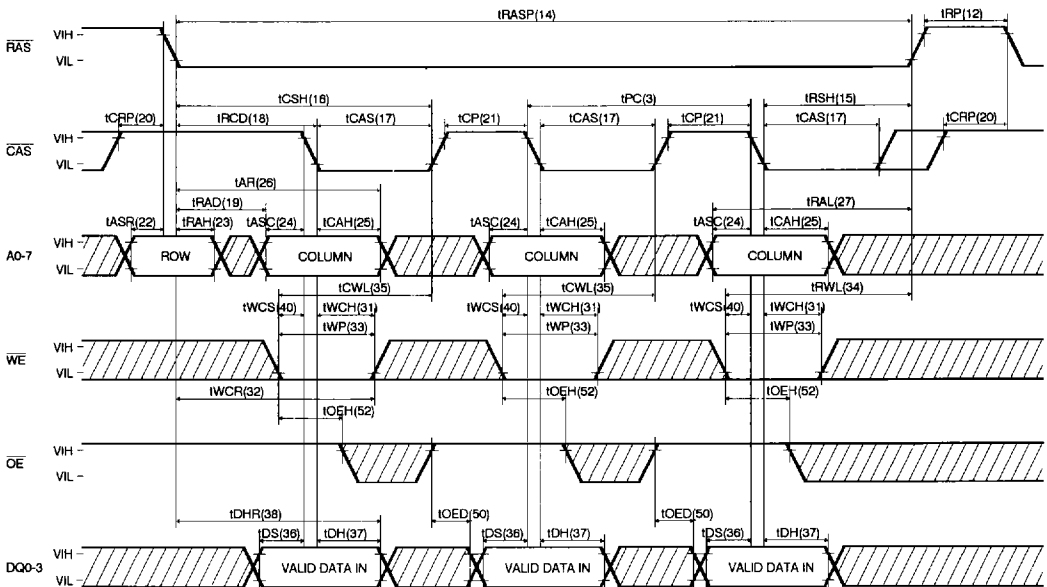 tRASP(14) tRP(12)
RAS VIH VIL
tCSH(16) tPC(3) tRSH(15)
tCRP(20) tRCD(18) tCAS(17) tCP(21) tCAS(17) tCP(21) tCAS(17) tCRP(20)
CAS VIH VIL
tAR(26)
tRAD(19) tRAL(27)
tASR(22) tRAH(23) tASC(24) tCAH(25) tASC(24) tCAH(25) tASC(24) tCAH(25)
A0-7 VIH VIL ROW COLUMN COLUMN COLUMN
tCWL(35) tCWL(35) tRWL(34)
tWCS(40) tWCH(31) tWCS(40) tWCH(31) tWCS(40) tWCH(31)
tWP(33) tWP(33) tWP(33)
WE VIH VIL
tWCR(32)
tOEH(52) tOEH(52) tOEH(52)
OE VIH VIL
tDHR(38) tOED(50) tOED(50)
tDS(36) tDH(37) tDS(36) tDH(37) tDS(36) tDH(37)
DQ0-3 VIH VIL VALID DATA IN VALID DATA IN VALID DATA IN